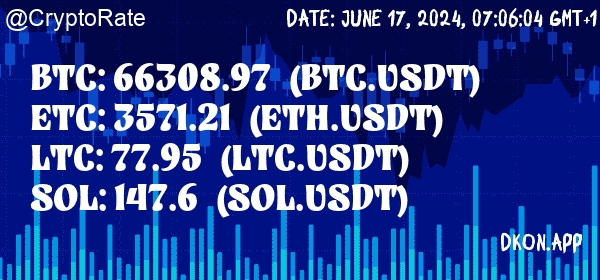 @CryptoRate
DATE: JUNE 17, 2024, 07:06:04 GMT+1
BTC: 66308.97 (BTC.USDT)
ETC: 3571.21 (ETH.USDT)
LTC: 77.95 (LTC.USDT)
SOL: 147.6 (SOL.USDT)
DKON.APP